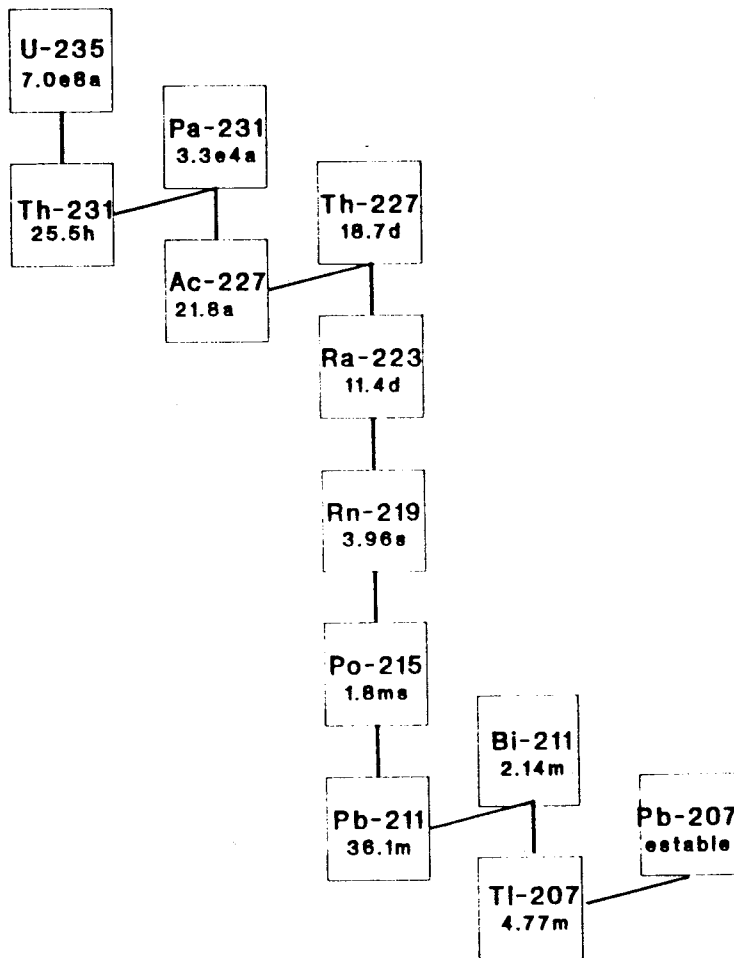 U-235
7.0e8a
Pa-231
3.3e4a
Th-231
25.5h
Th-227
18.7d
Ac-227
21.8a
Ra-223
11.4d
Rn-219
3.96s
Po-215
1.8ms
Bi-211
2.14m
Pb-211
36.1m
Pb-207
estable
Tl-207
4.77m